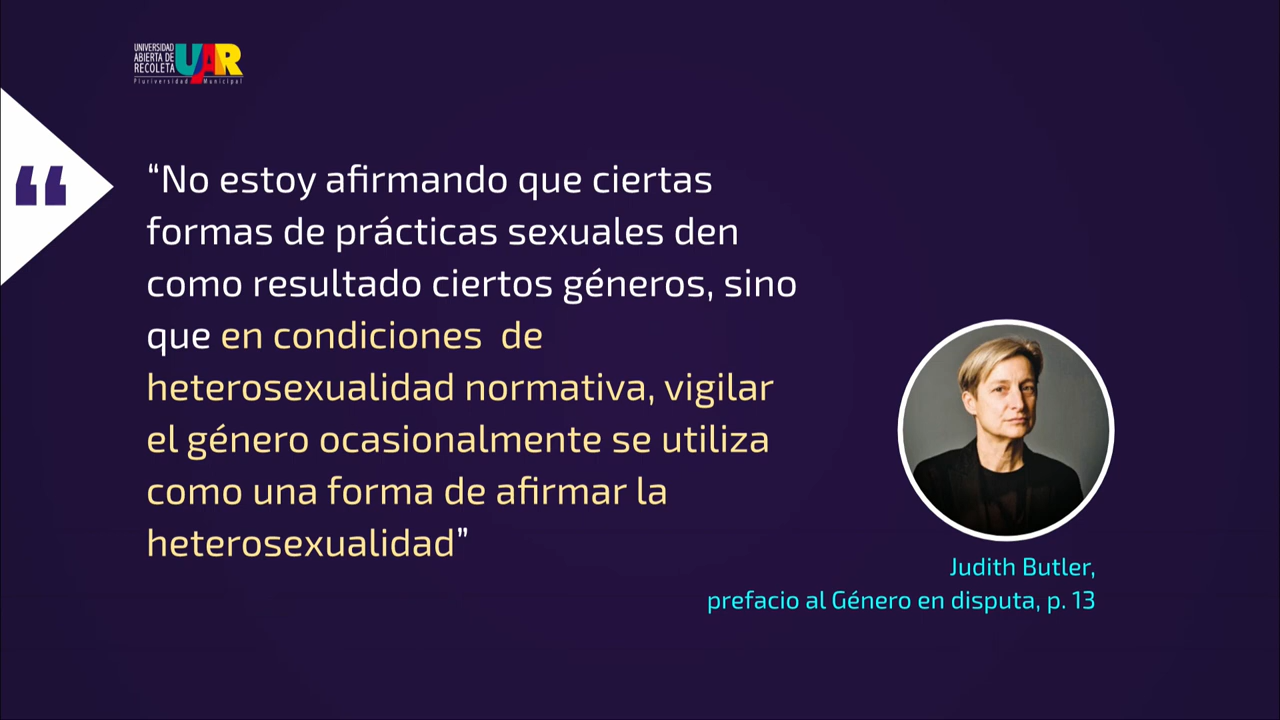 UNIVERSIDAD
ABIERTA DE
RECOLETA
UAR
Pluriversidad Municipal
“
“No estoy afirmando que ciertas
formas de prácticas sexuales den
como resultado ciertos géneros, sino
que en condiciones  de
heterosexualidad normativa, vigilar
el género ocasionalmente se utiliza
como una forma de afirmar la
heterosexualidad”
Judith Butler,
prefacio al Género en disputa, p. 13